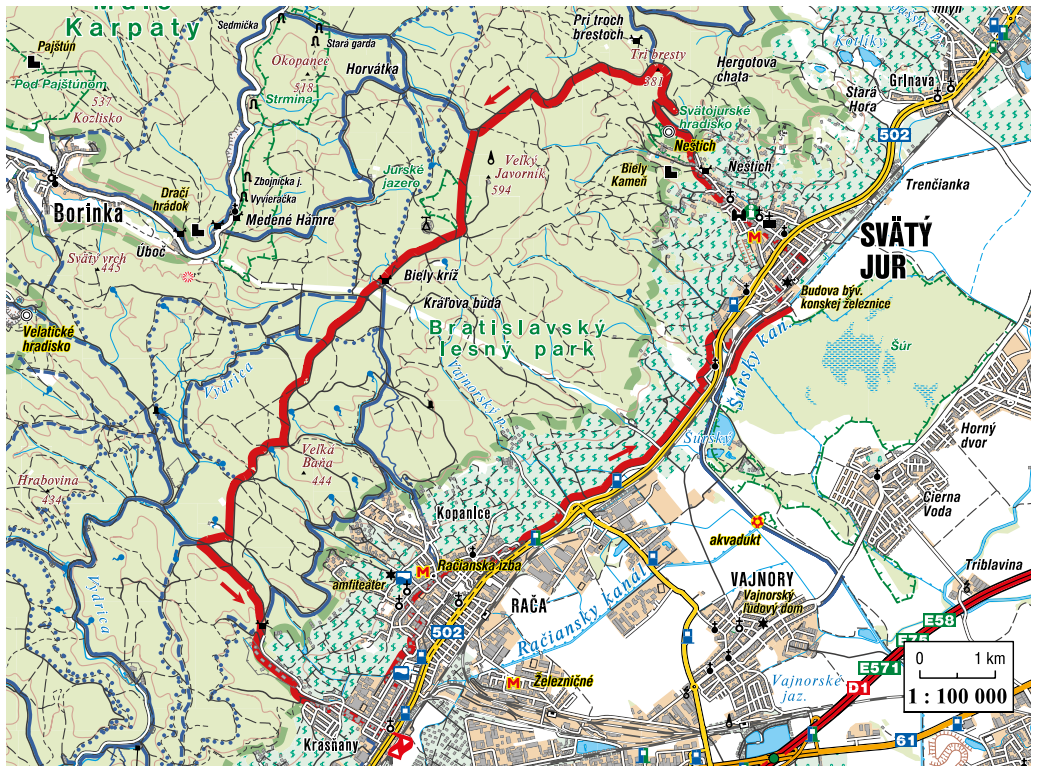 Malé
Karpaty
Sedmička
Stará garda
Pajštún
Pod Pajštúnom
537
Kozlisko
Okopanec
518
Strmina
Horvátka
Pri troch
brestoch
Tri bresty
381
Hergotova
chata
mlyn
Kotlíky
Grinava
Stará
Hora
502
Svätojurské
hradisko
Neštich
Neštich
Biely
Kameň
Trenčianka
Veľký
Javorník
594
Jurské
jazero
Zbojnícka j.
Vyvieračka
Dračí
hrádok
Medené Hámre
Borinka
Úboč
Svätý vrch
445
SVÄTÝ
JUR
M
Biely kríž
Kráľova búda
Budova býv.
konskej železnice
Velatické
hradisko
Bratislavský
lesný park
Šúrsky kan.
Šúr
Vydrica
Vajnorský p.
Šúrsky
Horný
dvor
Veľká
Baňa
444
Hrabovina
434
Kopanice
Čierna
Voda
akvadukt
Račianska izba
M
amfiteáter
Triblavina
RAČA
VAJNORY
Vajnorský
ľudový dom
Račiansky kanál
502
E58
E75
E571
D1
Vydrica
M
Železničné
Vajnorské
jaz.
0 1 km
1 : 100 000
Krasňany
61